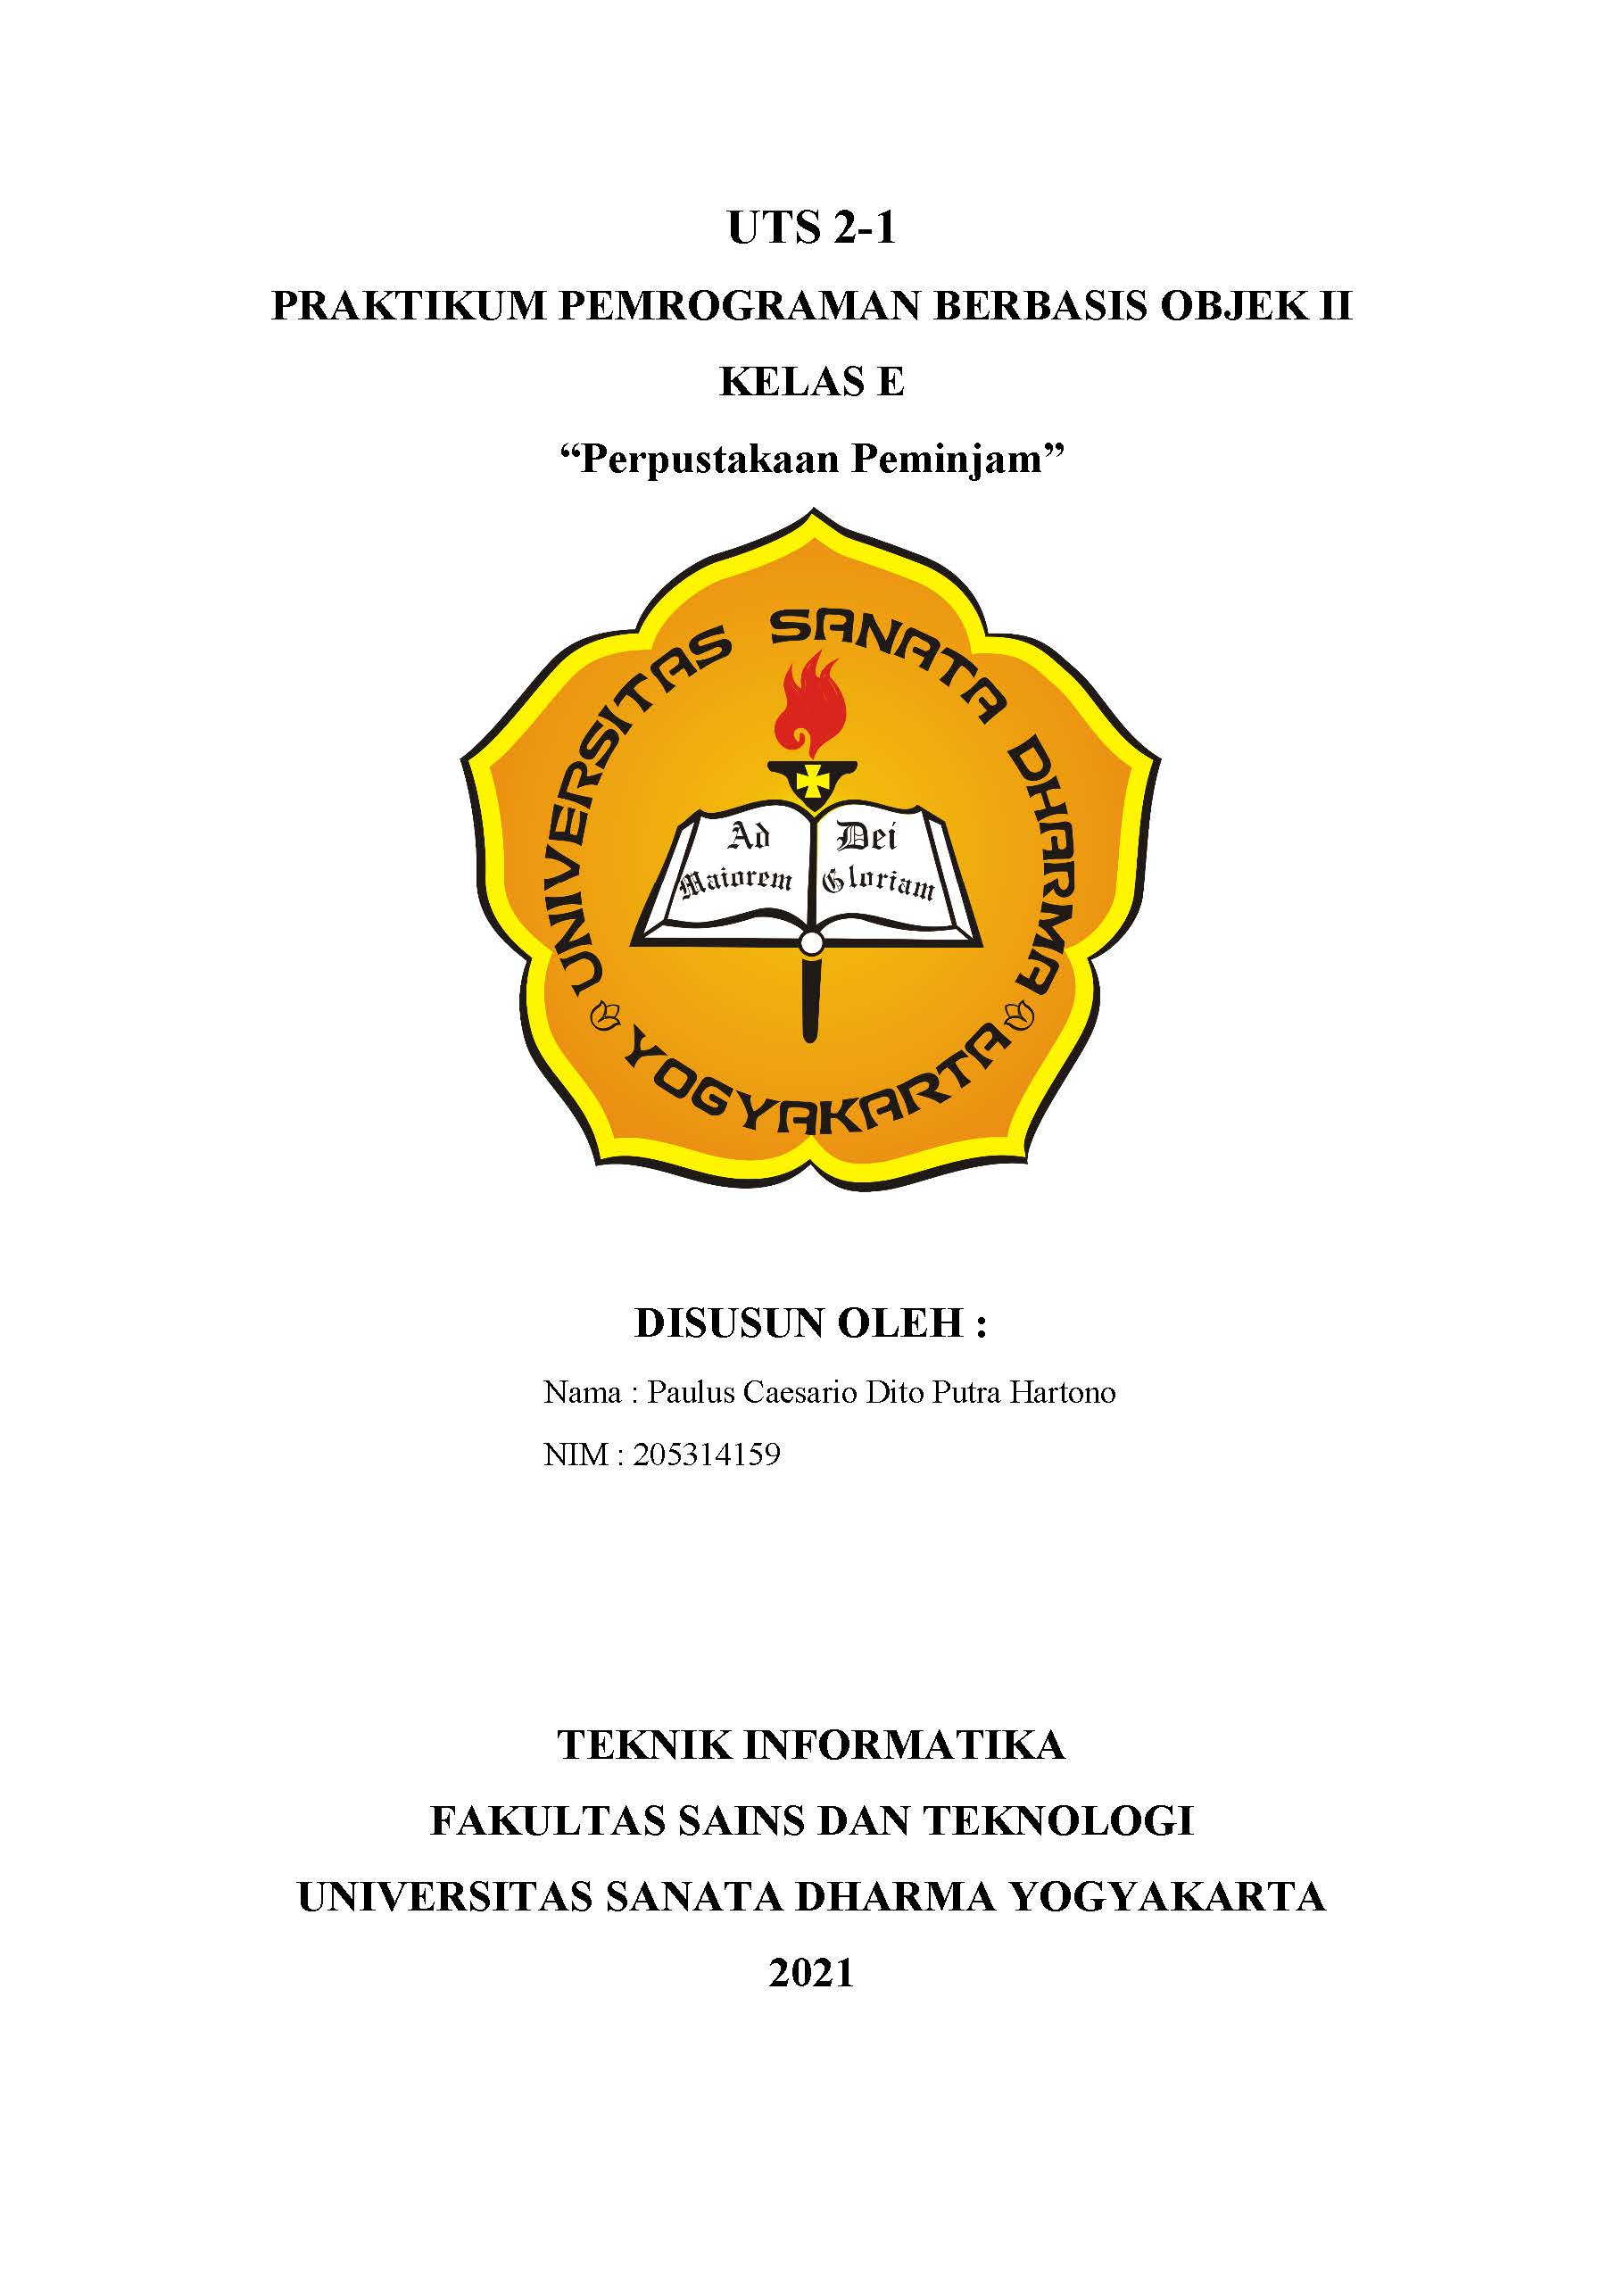 UTS 2-1
PRAKTIKUM PEMROGRAMAN BERBASIS OBJEK II
KELAS E
“Perpustakaan Peminjam”
UNIVERSITAS SANATA DHARMA
Ad Dei
Maiorem Gloriam
YOGYAKARTA
DISUSUN OLEH :
Nama : Paulus Caesario Dito Putra Hartono
NIM : 205314159
TEKNIK INFORMATIKA
FAKULTAS SAINS DAN TEKNOLOGI
UNIVERSITAS SANATA DHARMA YOGYAKARTA
2021